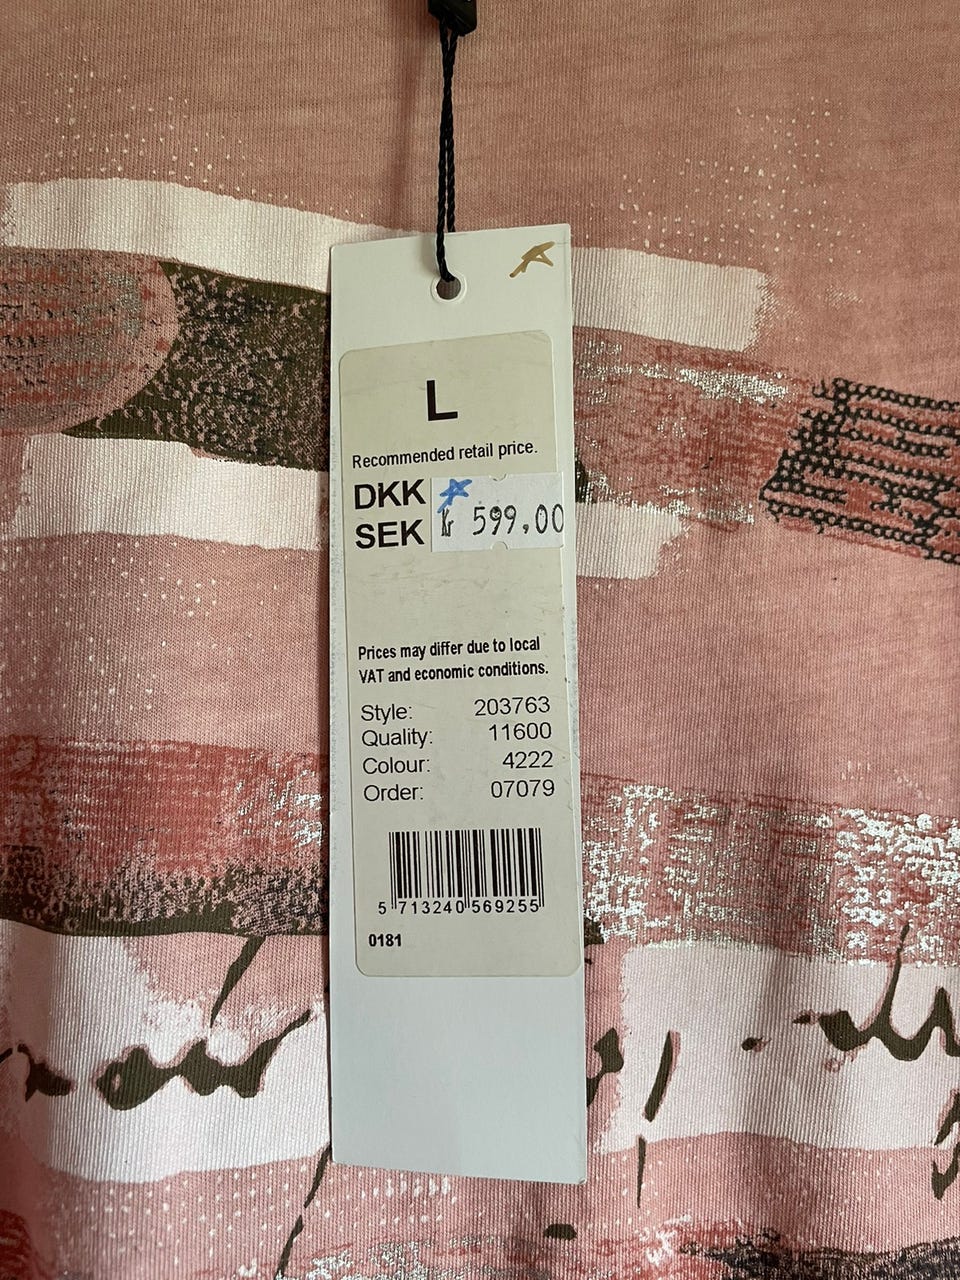 L
Recommended retail price.
DKK
SEK
kr 599,00
Prices may differ due to local
VAT and economic conditions.
Style: 203763
Quality: 11600
Colour: 4222
Order: 07079
5 713240 569255
0181